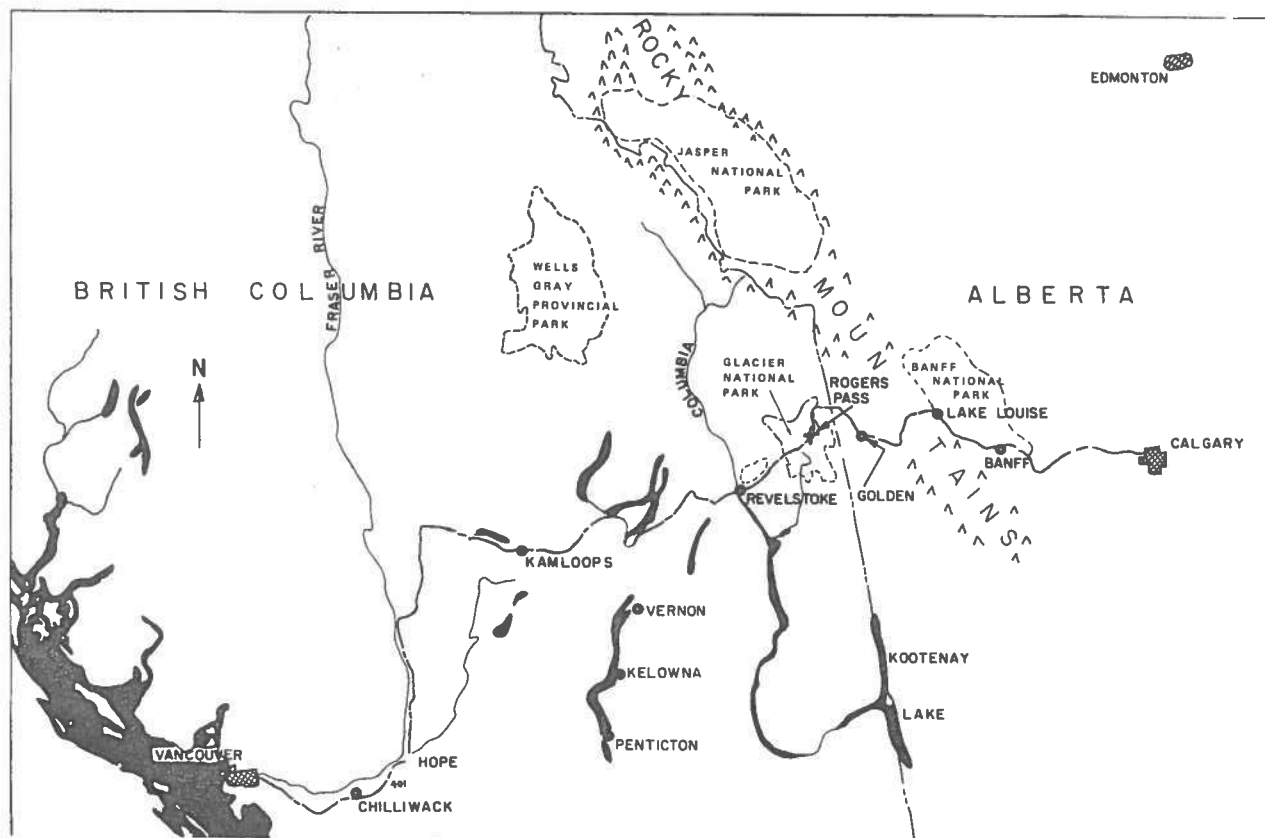 ROCKY
EDMONTON
JASPER
NATIONAL
PARK
FRASER RIVER
WELLS
GRAY
PROVINCIAL
PARK
BRITISH COLUMBIA
MOUN
ALBERTA
N
COLUMBIA
GLACIER
NATIONAL
PARK
ROGERS
PASS
BANFF
NATIONAL
PARK
LAKE LOUISE
TAINS
CALGARY
BANFF
GOLDEN
REVELSTOKE
KAMLOOPS
VERNON
KELOWNA
KOOTENAY
LAKE
PENTICTON
VANCOUVER
HOPE
401
CHILLIWACK